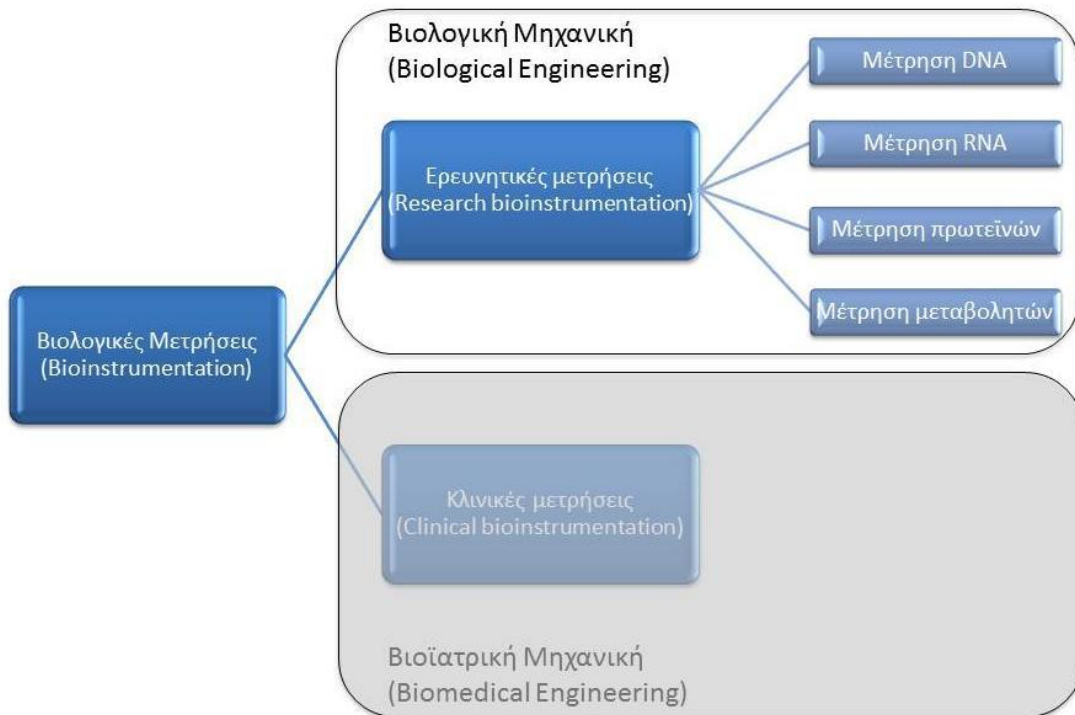 Βιολογική Μηχανική
(Biological Engineering)
Μέτρηση DNA
Ερευνητικές μετρήσεις
(Research bioinstrumentation)
Μέτρηση RNA
Μέτρηση πρωτεϊνών
Μέτρηση μεταβολητών
Βιολογικές Μετρήσεις
(Bioinstrumentation)
Κλινικές μετρήσεις
(Clinical bioinstrumentation)
Βιοϊατρική Μηχανική
(Biomedical Engineering)